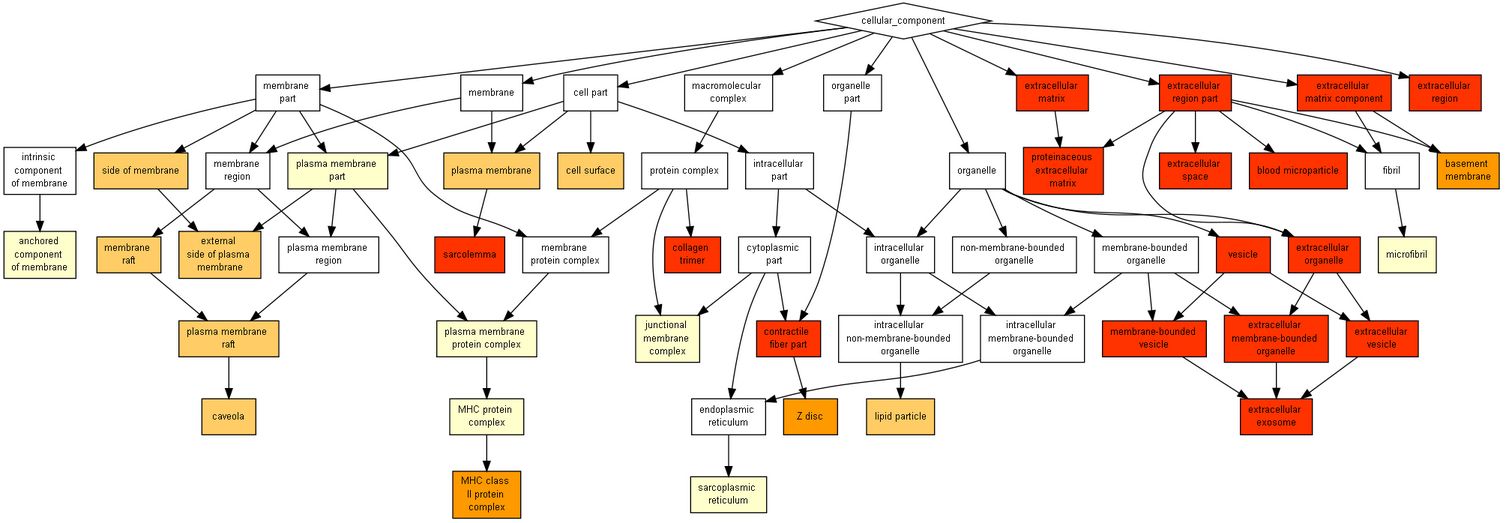 cellular_component
membrane
part
membrane
cell part
macromolecular
complex
organelle
part
extracellular
matrix
extracellular
region part
extracellular
matrix component
extracellular
region
intrinsic
component
of membrane
side of membrane
membrane
region
plasma membrane
part
plasma membrane
cell surface
protein complex
intracellular
part
organelle
proteinaceous
extracellular
matrix
extracellular
space
blood microparticle
fibril
basement
membrane
anchored
component
of membrane
membrane
raft
external
side of plasma
membrane
plasma membrane
region
sarcolemma
membrane
protein complex
collagen
trimer
cytoplasmic
part
intracellular
organelle
non-membrane-bounded
organelle
membrane-bounded
organelle
vesicle
extracellular
organelle
microfibril
plasma membrane
raft
plasma membrane
protein complex
junctional
membrane
complex
contractile
fiber part
intracellular
non-membrane-bounded
organelle
intracellular
membrane-bounded
organelle
membrane-bounded
vesicle
extracellular
membrane-bounded
organelle
extracellular
vesicle
caveola
MHC protein
complex
endoplasmic
reticulum
Z disc
lipid particle
extracellular
exosome
MHC class
II protein
complex
sarcoplasmic
reticulum